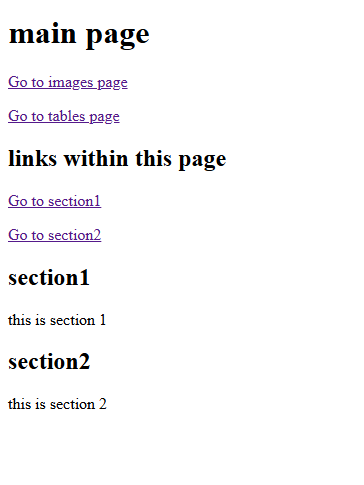 main page
Go to images page
Go to tables page
links within this page
Go to section1
Go to section2
section1
this is section 1
section2
this is section 2